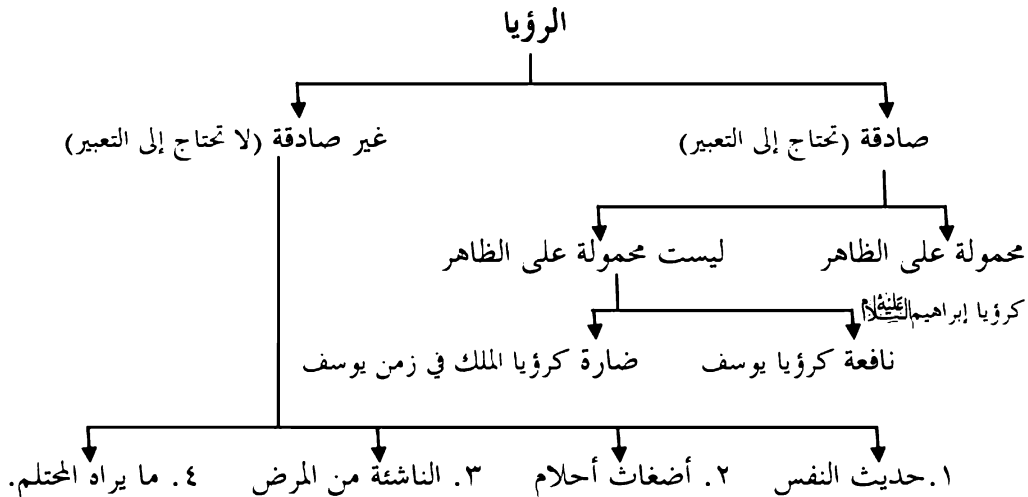 الرؤيا
صادقة (تحتاج إلى التعبير) غير صادقة (لا تحتاج إلى التعبير)
محمولة على الظاهر ليست محمولة على الظاهر
كرؤيا إبراهيم عليه السلام
نافعة كرؤيا يوسف ضارة كرؤيا الملك في زمن يوسف
١.حديث النفس ٢. أضغاث أحلام ٣. الناشئة من المرض ٤. ما يراه المحتلم.